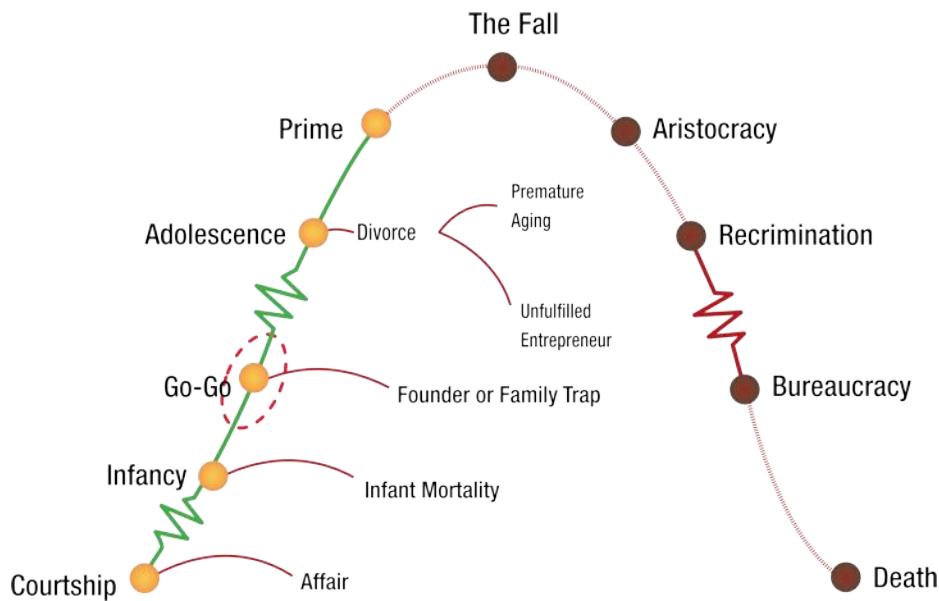 The Fall
Prime
Aristocracy
Premature
Aging
Adolescence
Divorce
Recrimination
Unfulfilled
Entrepreneur
Go-Go
Founder or Family Trap
Bureaucracy
Infancy
Infant Mortality
Courtship
Affair
Death